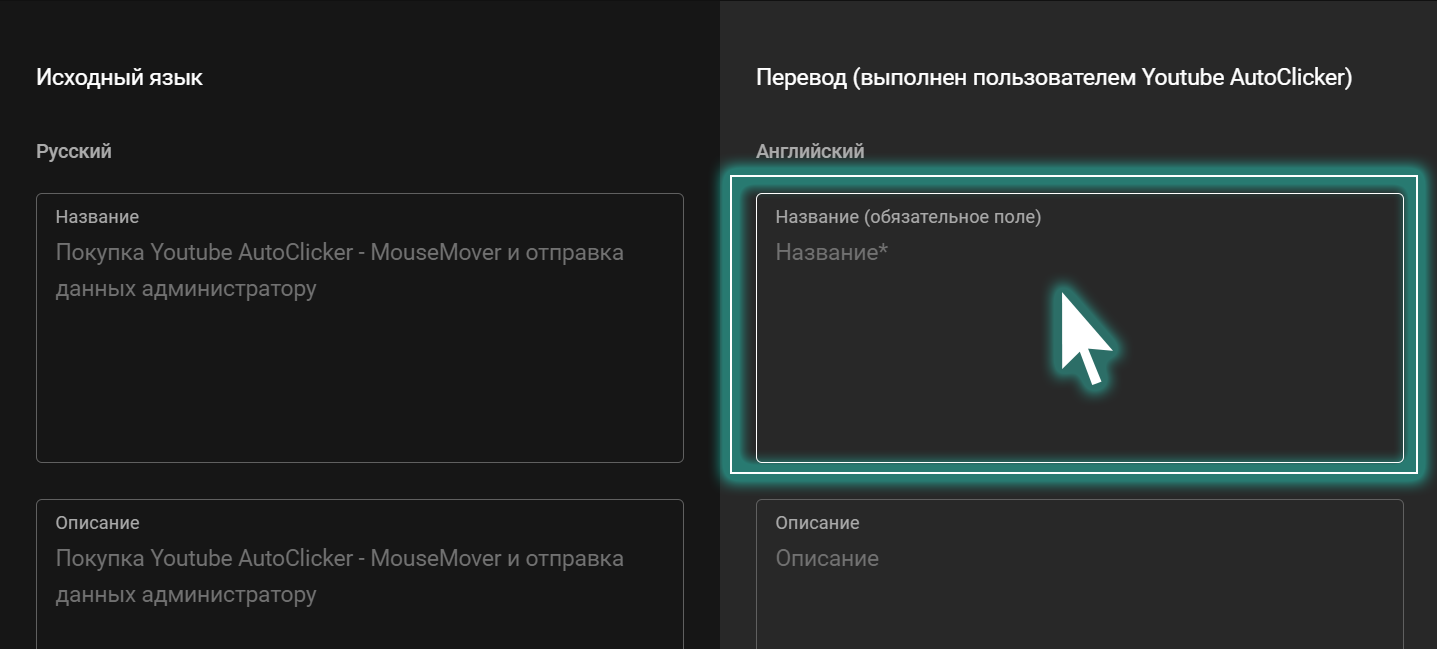 Исходный язык
Русский
Название
Покупка Youtube AutoClicker - MouseMover и отправка
данных администратору
Описание
Покупка Youtube AutoClicker - MouseMover и отправка
данных администратору
Перевод (выполнен пользователем Youtube AutoClicker)
Английский
Название (обязательное поле)
Название*
Описание
Описание